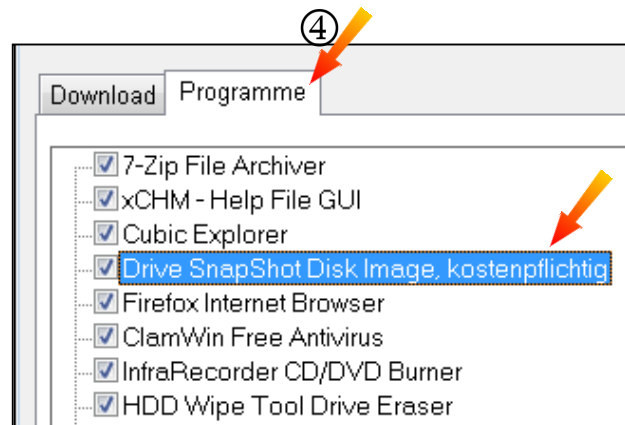 ④
Download Programme
7-Zip File Archiver
xCHM - Help File GUI
Cubic Explorer
Drive SnapShot Disk Image, kostenpflichtig
Firefox Internet Browser
ClamWin Free Antivirus
InfraRecorder CD/DVD Burner
HDD Wipe Tool Drive Eraser